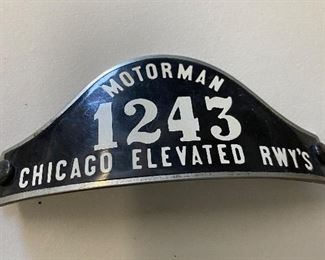 MOTORMAN
1243
CHICAGO ELEVATED RWY'S